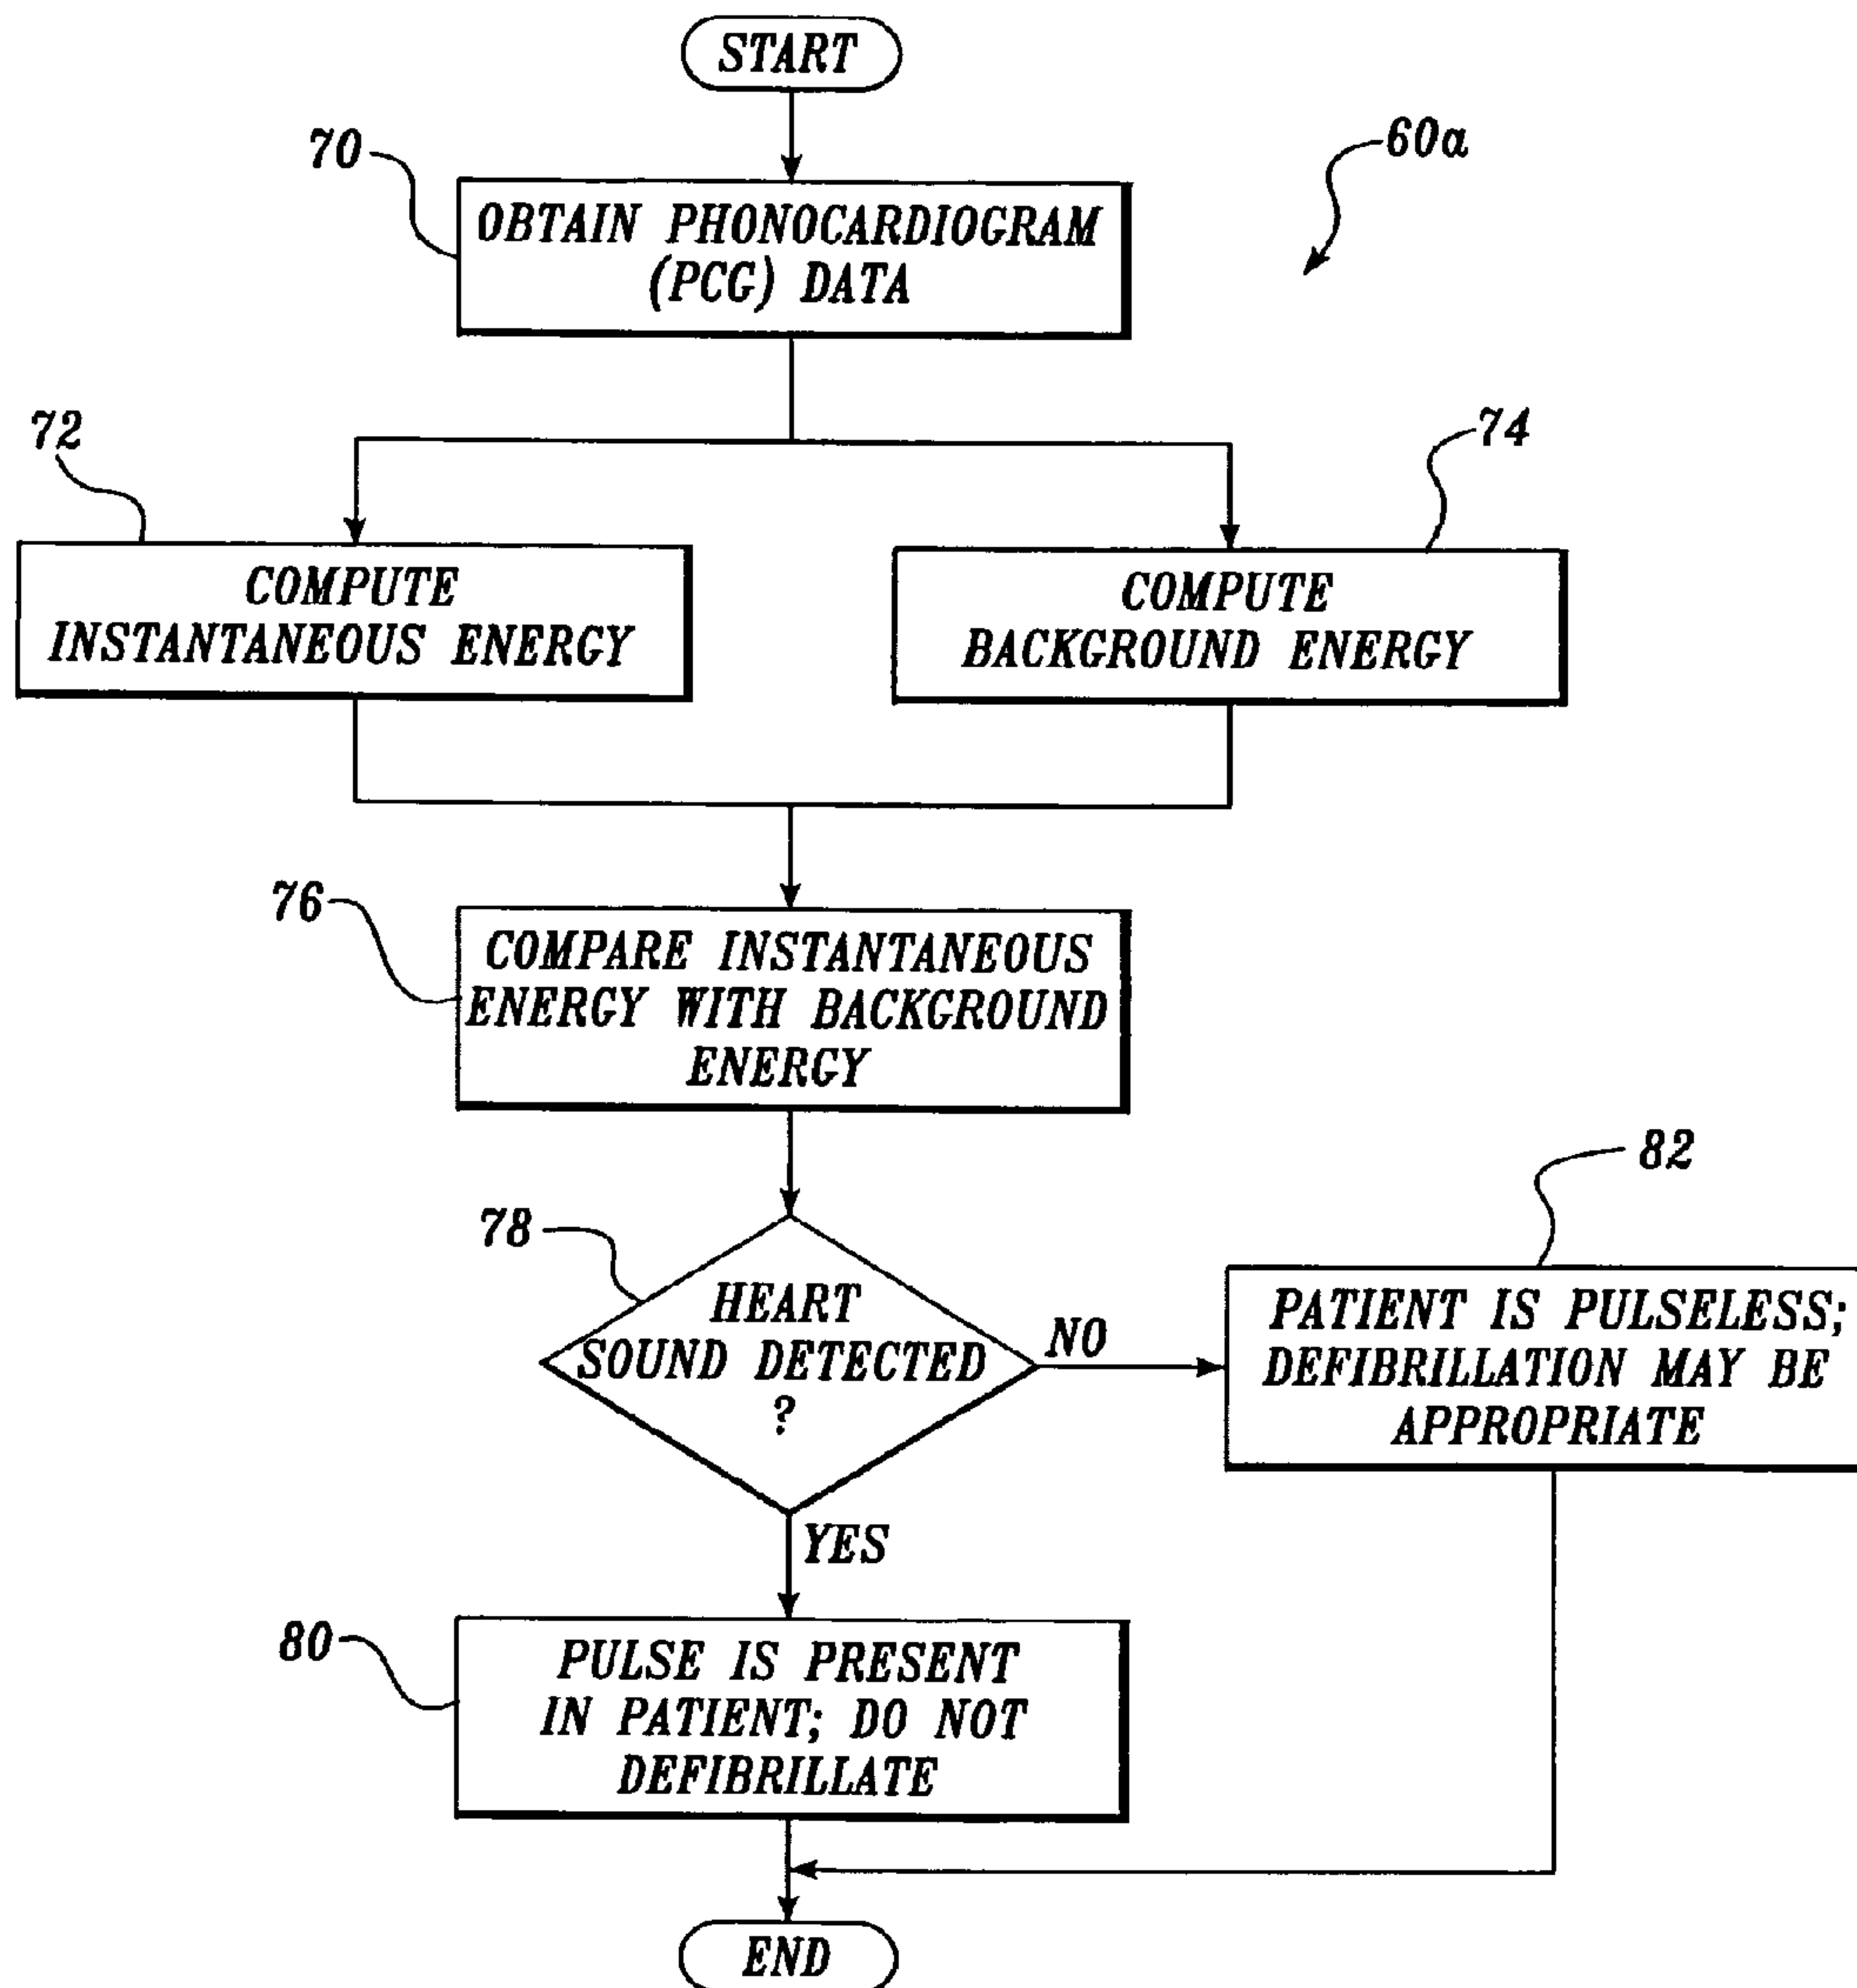 START
70
60a
OBTAIN PHONOCARDIOGRAM
(PCG) DATA
72
74
COMPUTE
INSTANTANEOUS ENERGY
COMPUTE
BACKGROUND ENERGY
76
COMPARE INSTANTANEOUS
ENERGY WITH BACKGROUND
ENERGY
78
HEART
SOUND DETECTED
?
NO
82
PATIENT IS PULSELESS;
DEFIBRILLATION MAY BE
APPROPRIATE
YES
80
PULSE IS PRESENT
IN PATIENT; DO NOT
DEFIBRILLATE
END